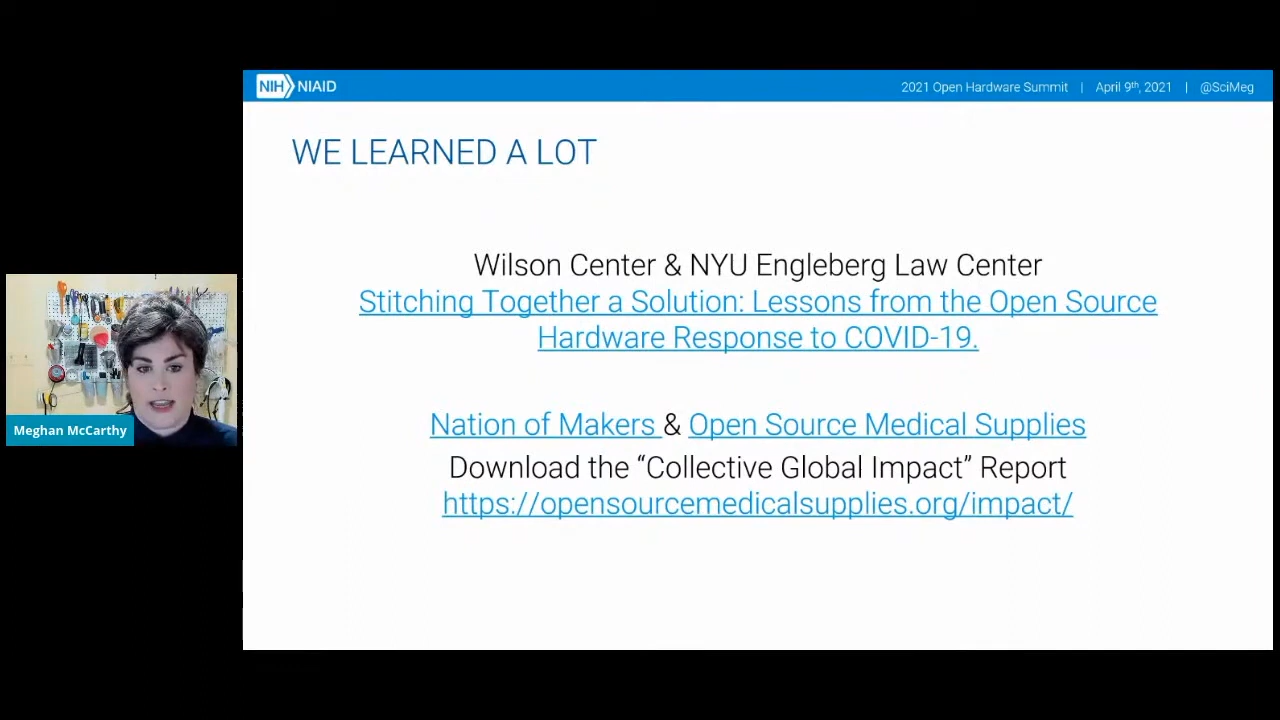 NIH NIAID
2021 Open Hardware Summit | April 9th, 2021 | @SciMeg
WE LEARNED A LOT
Wilson Center & NYU Engleberg Law Center
Stitching Together a Solution: Lessons from the Open Source
Hardware Response to COVID-19.
Meghan McCarthy
Nation of Makers & Open Source Medical Supplies
Download the “Collective Global Impact” Report
https://opensourcemedicalsupplies.org/impact/